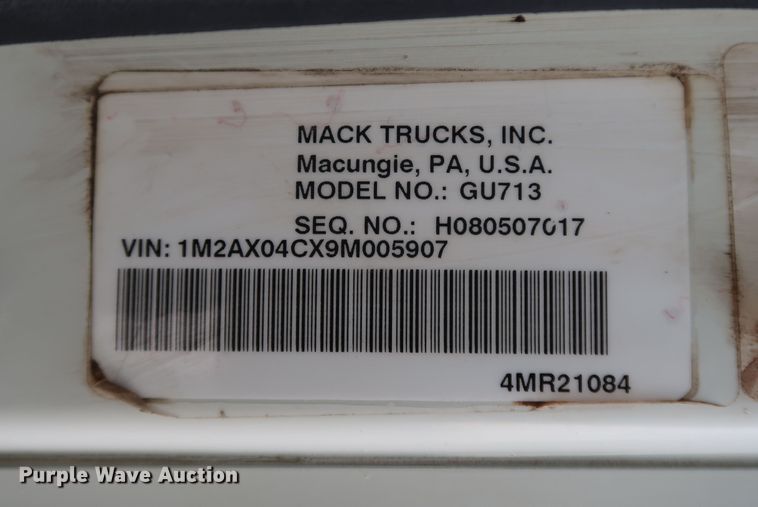 MACK TRUCKS, INC.
Macungie, PA, U.S.A.
MODEL NO.: GU713
SEQ. NO.: H080507017
VIN: 1M2AX04CX9M005907
4MR21084
Purple Wave Auction